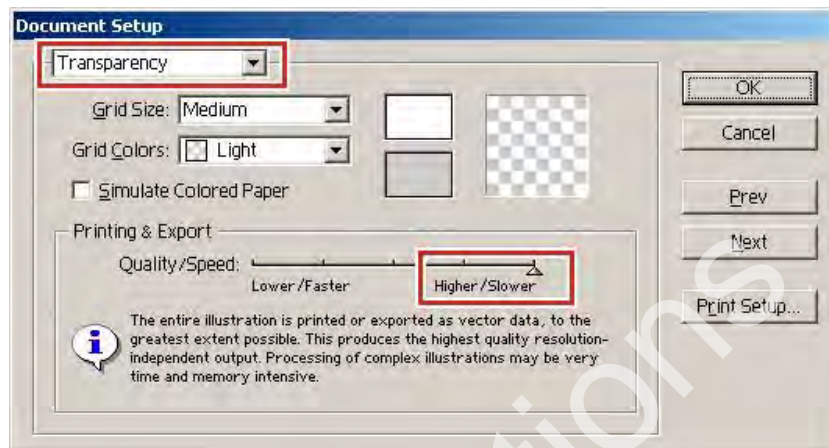 Document Setup
Transparency
Grid Size: Medium
Grid Colors: Light
Simulate Colored Paper
Printing & Export
Quality/Speed:
Lower/Faster Higher/Slower
The entire illustration is printed or exported as vector data, to the
greatest extent possible. This produces the highest quality resolution-
independent output. Processing of complex illustrations may be very
time and memory intensive.
OK
Cancel
Prev
Next
Print Setup...